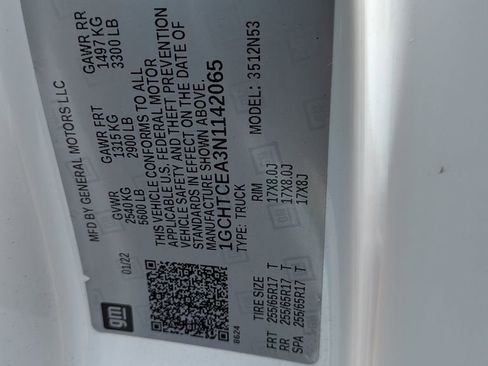 MFD BY GENERAL MOTORS LLC
01/22
gm
GVWR GAWR FRT GAWR RR
2540 KG 1315 KG 1497 KG
5600 LB 2900 LB 3300 LB
THIS VEHICLE CONFORMS TO ALL
APPLICABLE U.S. FEDERAL MOTOR
VEHICLE SAFETY AND THEFT PREVENTION
STANDARDS IN EFFECT ON THE DATE OF
MANUFACTURE SHOWN ABOVE.
1GCHTCEA3N1142065
TYPE: TRUCK MODEL: 3512N53
8624
TIRE SIZE RIM
FRT 255/65R17 T 17X8.0J
RR 255/65R17 T 17X8.0J
SPA 255/65R17 T 17X8J